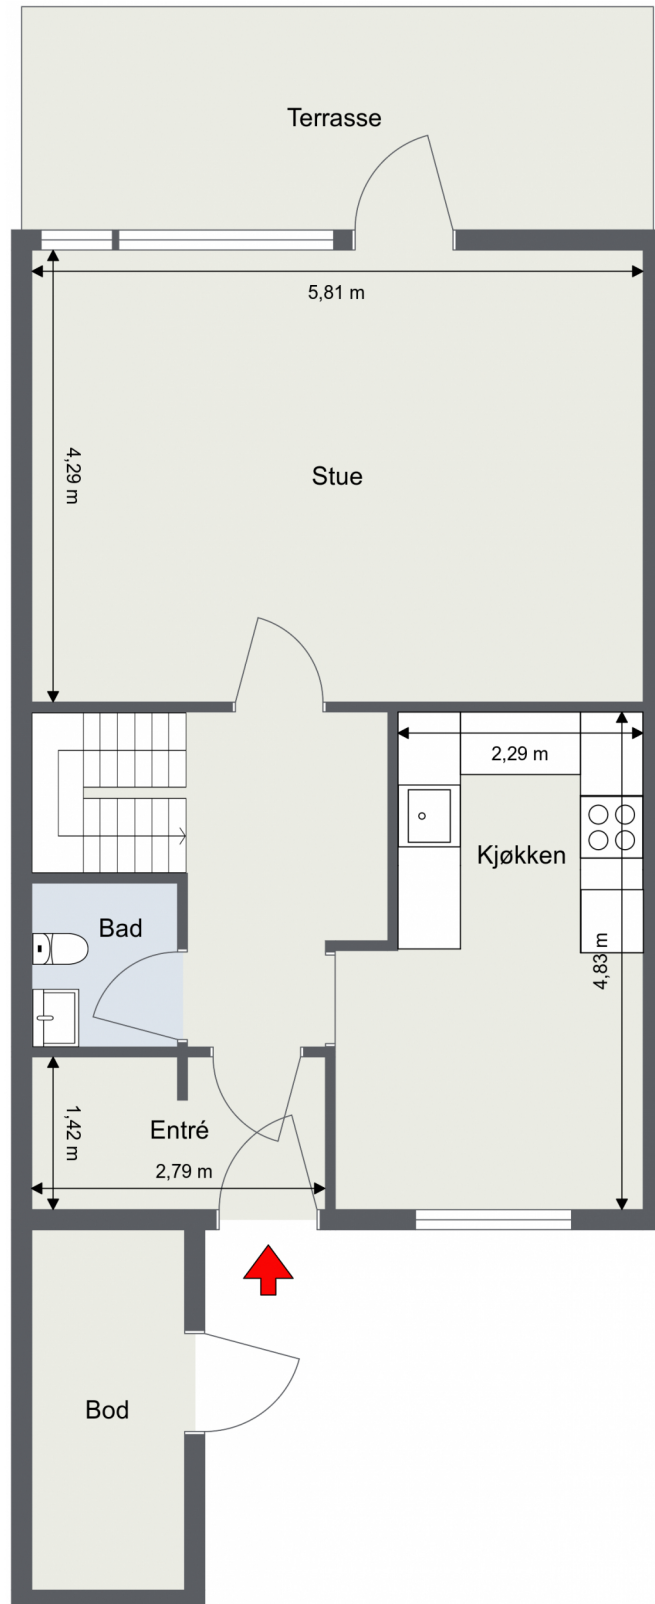 Terrasse
5,81 m
4,29 m
Stue
2,29 m
Kjøkken
Bad
4,83 m
1,42 m
Entré
2,79 m
Bod